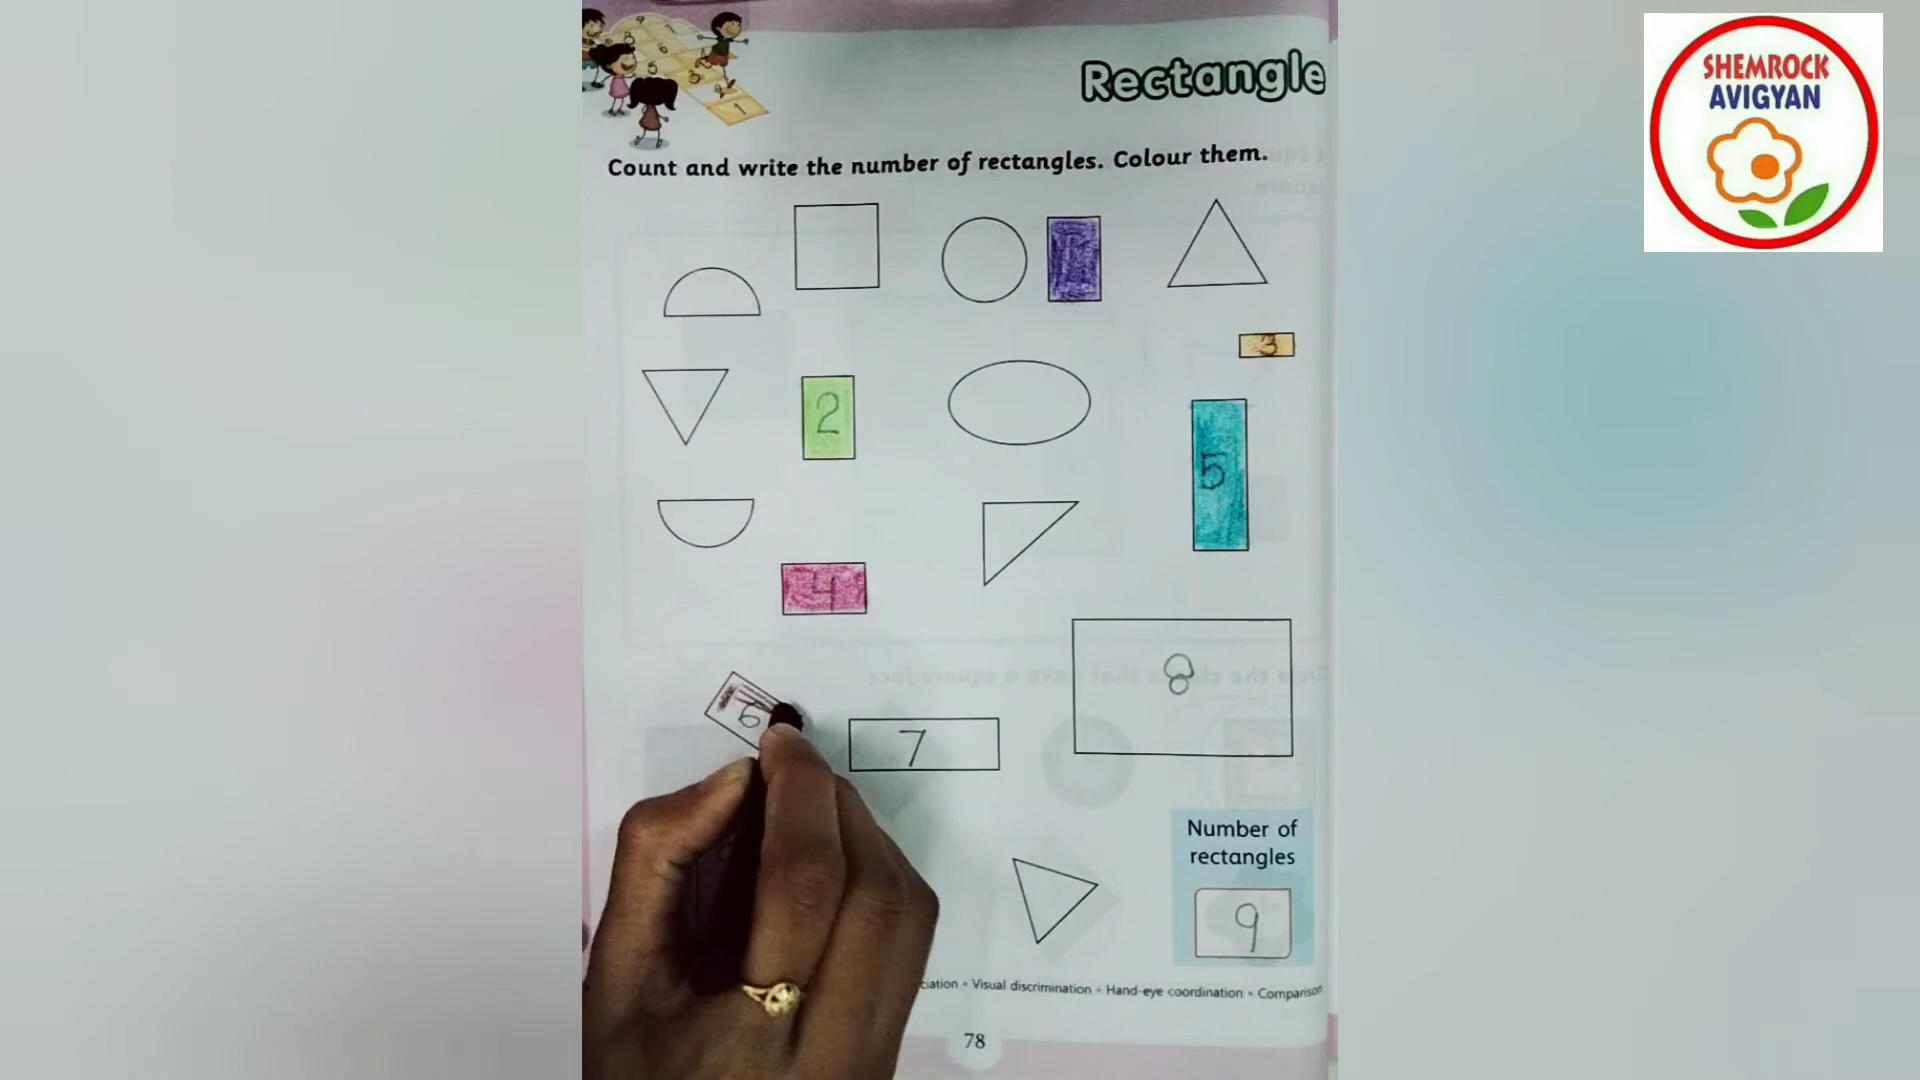 SHEMROCK
AVIGYAN
Rectangle
Count and write the number of rectangles. Colour them.
1
3
2
5
4
8
6
7
Number of
rectangles
9
ciation • Visual discrimination • Hand-eye coordination • Comparison
78